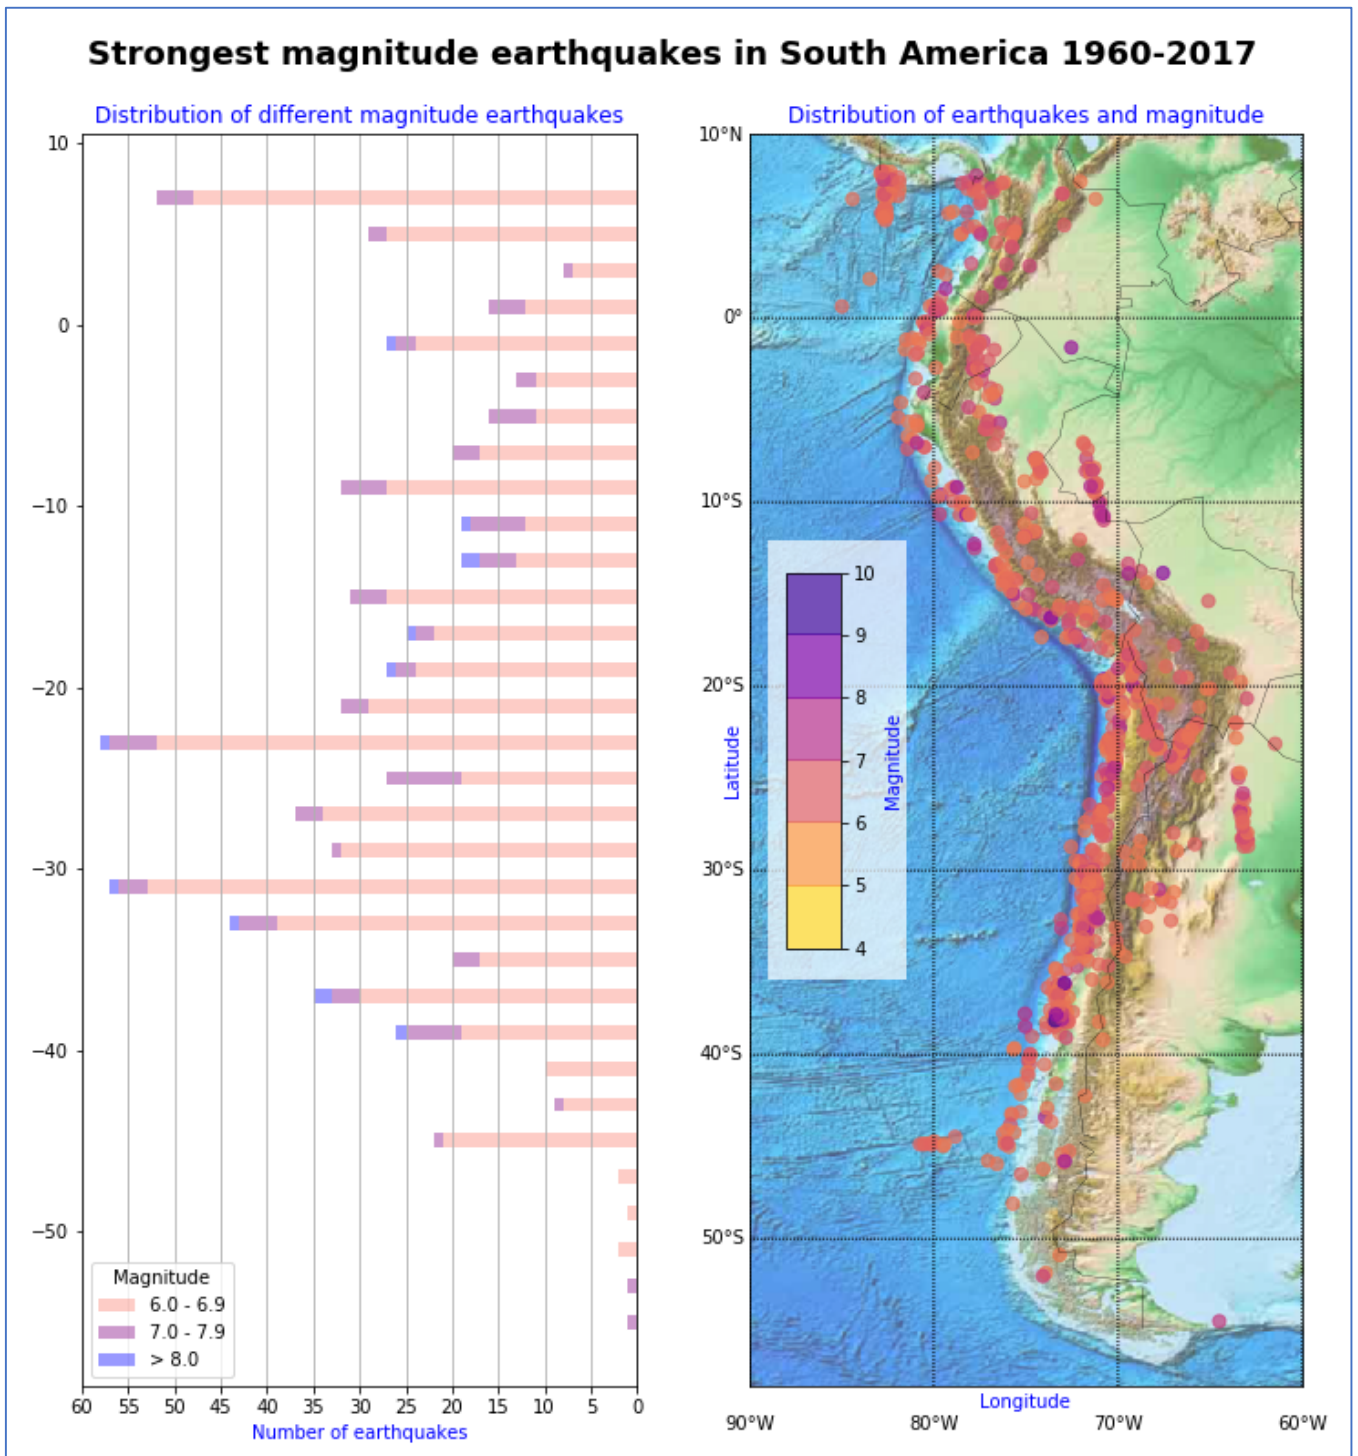 Strongest magnitude earthquakes in South America 1960-2017
Distribution of different magnitude earthquakes
10
0
−10
−20
−30
−40
−50
Magnitude
6.0 - 6.9
7.0 - 7.9
> 8.0
60 55 50 45 40 35 30 25 20 15 10 5 0
Number of earthquakes
Distribution of earthquakes and magnitude
10°N
0°
10°S
20°S
30°S
40°S
50°S
Latitude
10
9
8
7
6
5
4
Magnitude
Longitude
90°W 80°W 70°W 60°W